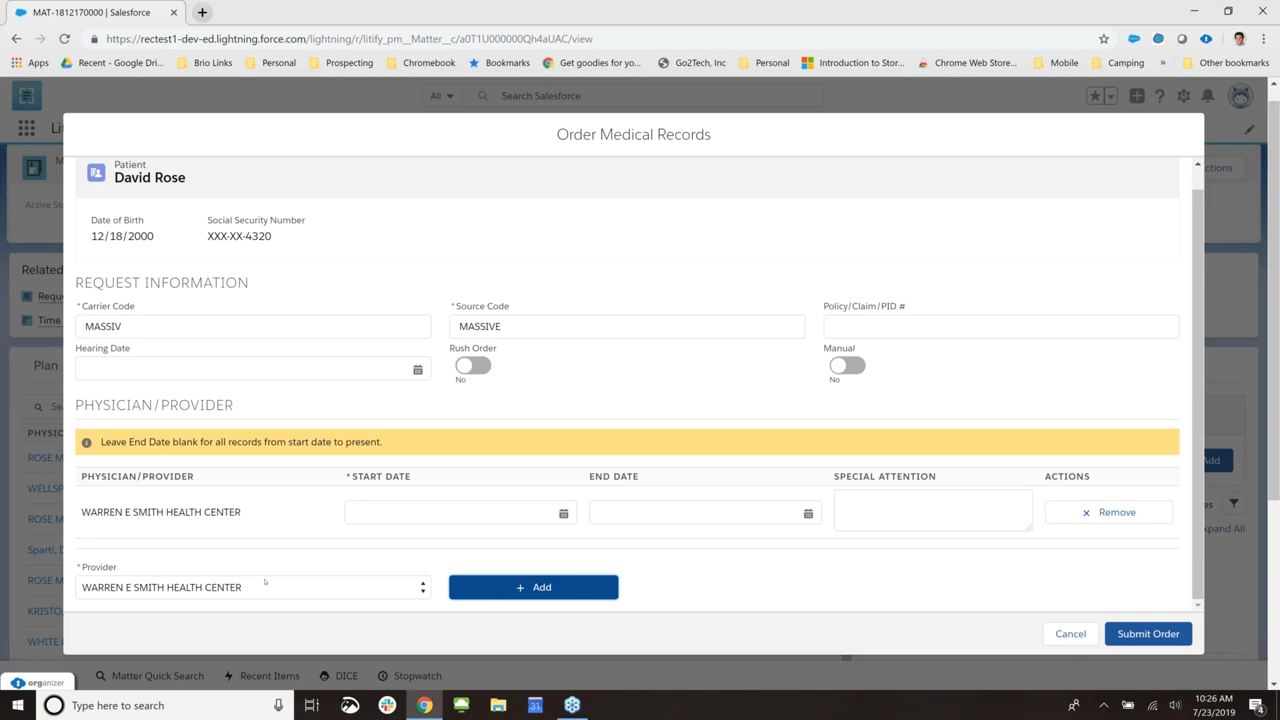 MAT-1812170000 | Salesforce
https://rectest1-dev-ed.lightning.force.com/lightning/r/litify_pm__Matter__c/a0T1U000000Qh4aUAC/view
Apps Recent - Google Dri... Brio Links Personal Prospecting Chromebook Bookmarks Get goodies for yo... Go2Tech, Inc Personal Introduction to Stor... Chrome Web Store... Mobile Camping » Other bookmarks
All Search Salesforce
Order Medical Records
Patient
David Rose
Active
Date of Birth Social Security Number
12/18/2000 XXX-XX-4320
Related
REQUEST INFORMATION
* Carrier Code * Source Code Policy/Claim/PID #
MASSIV MASSIVE
Time
Hearing Date Rush Order Manual
Plan
No No
PHYSICIAN/PROVIDER
Leave End Date blank for all records from start date to present.
ROSE M
Add
PHYSICIAN/PROVIDER * START DATE END DATE SPECIAL ATTENTION ACTIONS
WARREN E SMITH HEALTH CENTER Remove
ROSE M
Sparti, D
* Provider
ROSE M
WARREN E SMITH HEALTH CENTER + Add
KRISTO
Cancel Submit Order
WHITE
Matter Quick Search Recent Items DICE Stopwatch
organizer
Type here to search
31
10:26 AM
7/23/2019
4